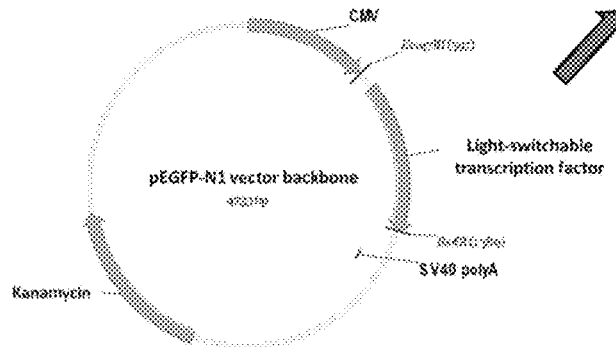 CMV
Light-switchable
transcription factor
pEGFP-N1 vector backbone
SV40 polyA
Kanamycin